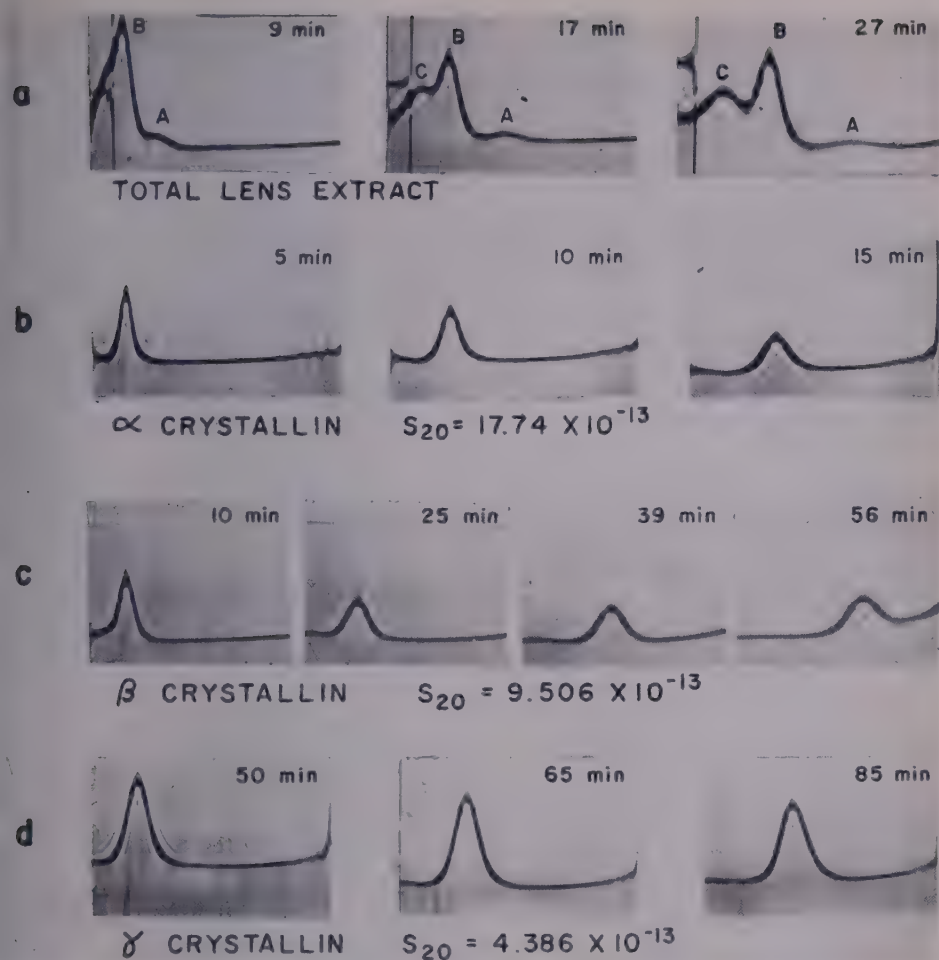 a
B 9 min
A
B 17 min
C
A
B 27 min
C
A
TOTAL LENS EXTRACT
b
5 min 10 min 15 min
∝ CRYSTALLIN S20= 17.74 X10-13
c
10 min 25 min 39 min 56 min
β CRYSTALLIN S20 = 9.506 X10-13
d
50 min 65 min 85 min
γ CRYSTALLIN S20 = 4.386 X10-13